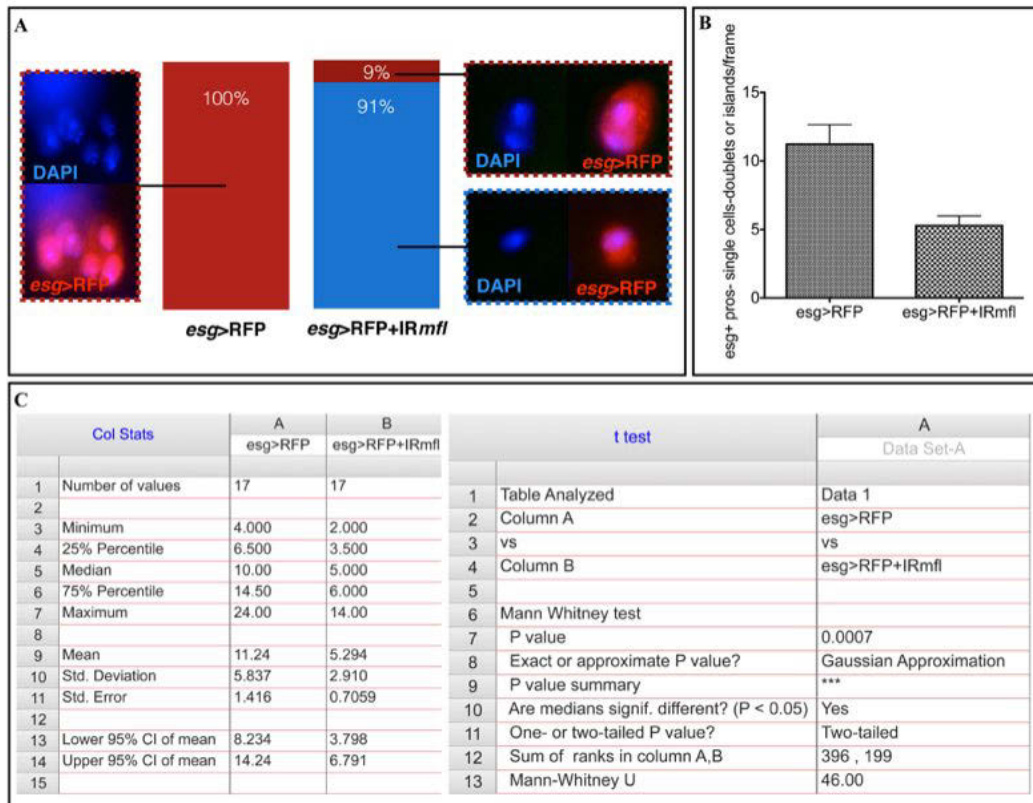 A
100%
9%
91%
DAPI
esg>RFP
DAPI
esg>RFP
DAPI
esg>RFP
esg>RFP
esg>RFP+IRmfl
B
esg+ pros- single cells-doublets or islands/frame
15
10
5
0
esg>RFP
esg>RFP+IRmfl
C
Col Stats A B
esg>RFP esg>RFP+IRmfl
1 Number of values 17 17
2
3 Minimum 4.000 2.000
4 25% Percentile 6.500 3.500
5 Median 10.00 5.000
6 75% Percentile 14.50 6.000
7 Maximum 24.00 14.00
8
9 Mean 11.24 5.294
10 Std. Deviation 5.837 2.910
11 Std. Error 1.416 0.7059
12
13 Lower 95% CI of mean 8.234 3.798
14 Upper 95% CI of mean 14.24 6.791
15
t test A
Data Set-A
1 Table Analyzed Data 1
2 Column A esg>RFP
3 vs vs
4 Column B esg>RFP+IRmfl
5
6 Mann Whitney test
7 P value 0.0007
8 Exact or approximate P value? Gaussian Approximation
9 P value summary ***
10 Are medians signif. different? (P < 0.05) Yes
11 One- or two-tailed P value? Two-tailed
12 Sum of ranks in column A,B 396 , 199
13 Mann-Whitney U 46.00